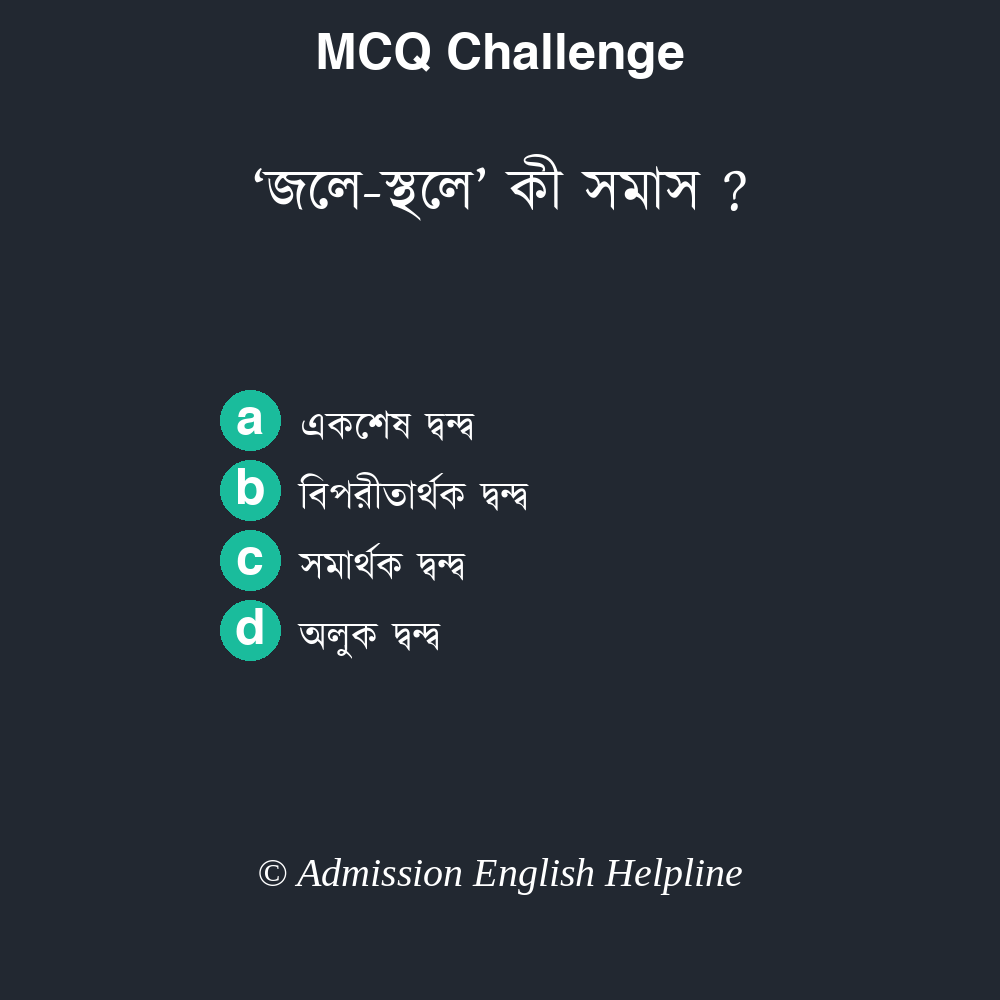 MCQ Challenge
‘জলে-স্থলে’ কী সমাস ?
a একশেষ দ্বন্দ্ব
b বিপরীতার্থক দ্বন্দ্ব
c সমার্থক দ্বন্দ্ব
d অলুক দ্বন্দ্ব
© Admission English Helpline